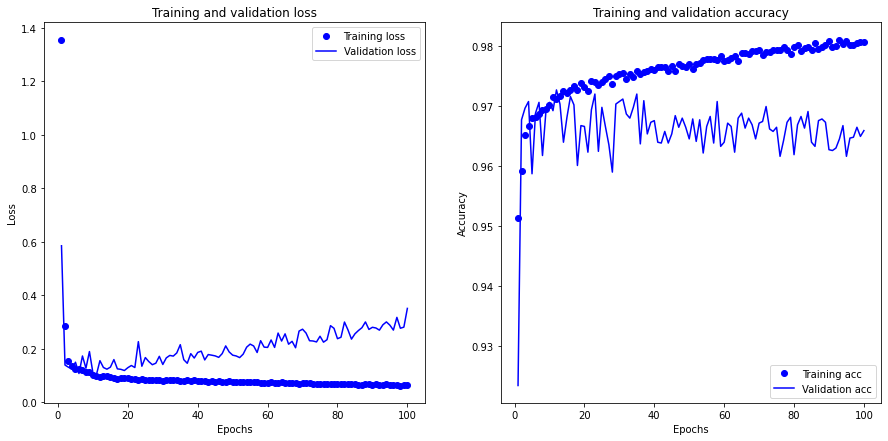 Training and validation loss
1.4
1.2
1.0
0.8
0.6
0.4
0.2
0.0
Loss
0
20
40
60
80
100
Epochs
Training loss
Validation loss
Training and validation accuracy
0.98
0.97
0.96
0.95
0.94
0.93
Accuracy
0
20
40
60
80
100
Epochs
Training acc
Validation acc